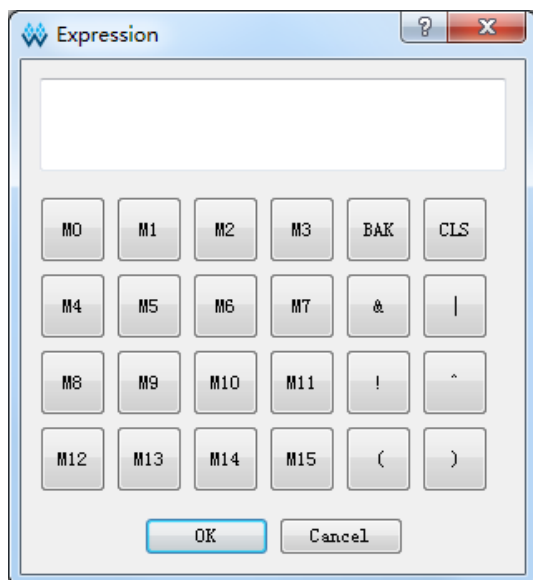 Expression
?
X
M0 M1 M2 M3 BAK CLS
M4 M5 M6 M7 & |
M8 M9 M10 M11 ! ^
M12 M13 M14 M15 ( )
OK Cancel